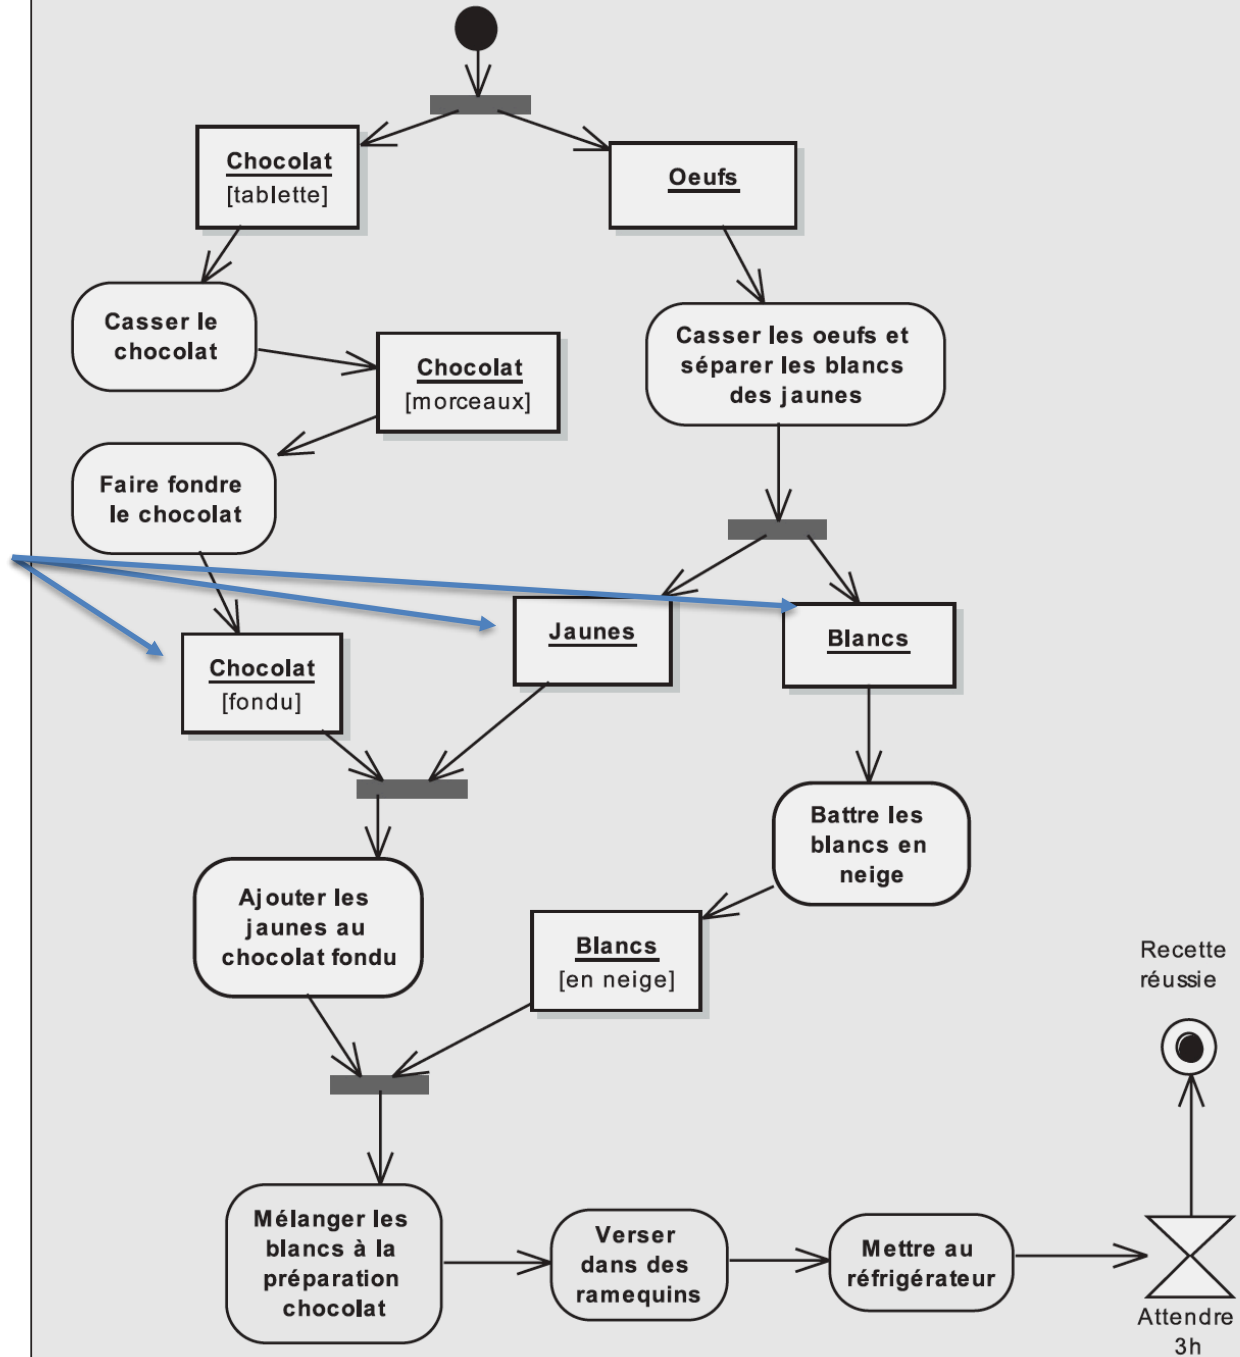 Chocolat
[tablette]
Oeufs
Casser le
chocolat
Chocolat
[morceaux]
Casser les oeufs et
séparer les blancs
des jaunes
Faire fondre
le chocolat
Chocolat
[fondu]
Jaunes
Blancs
Battre les
blancs en
neige
Ajouter les
jaunes au
chocolat fondu
Blancs
[en neige]
Recette
réussie
Mélanger les
blancs à la
préparation
chocolat
Verser
dans des
ramequins
Mettre au
réfrigérateur
Attendre
3h